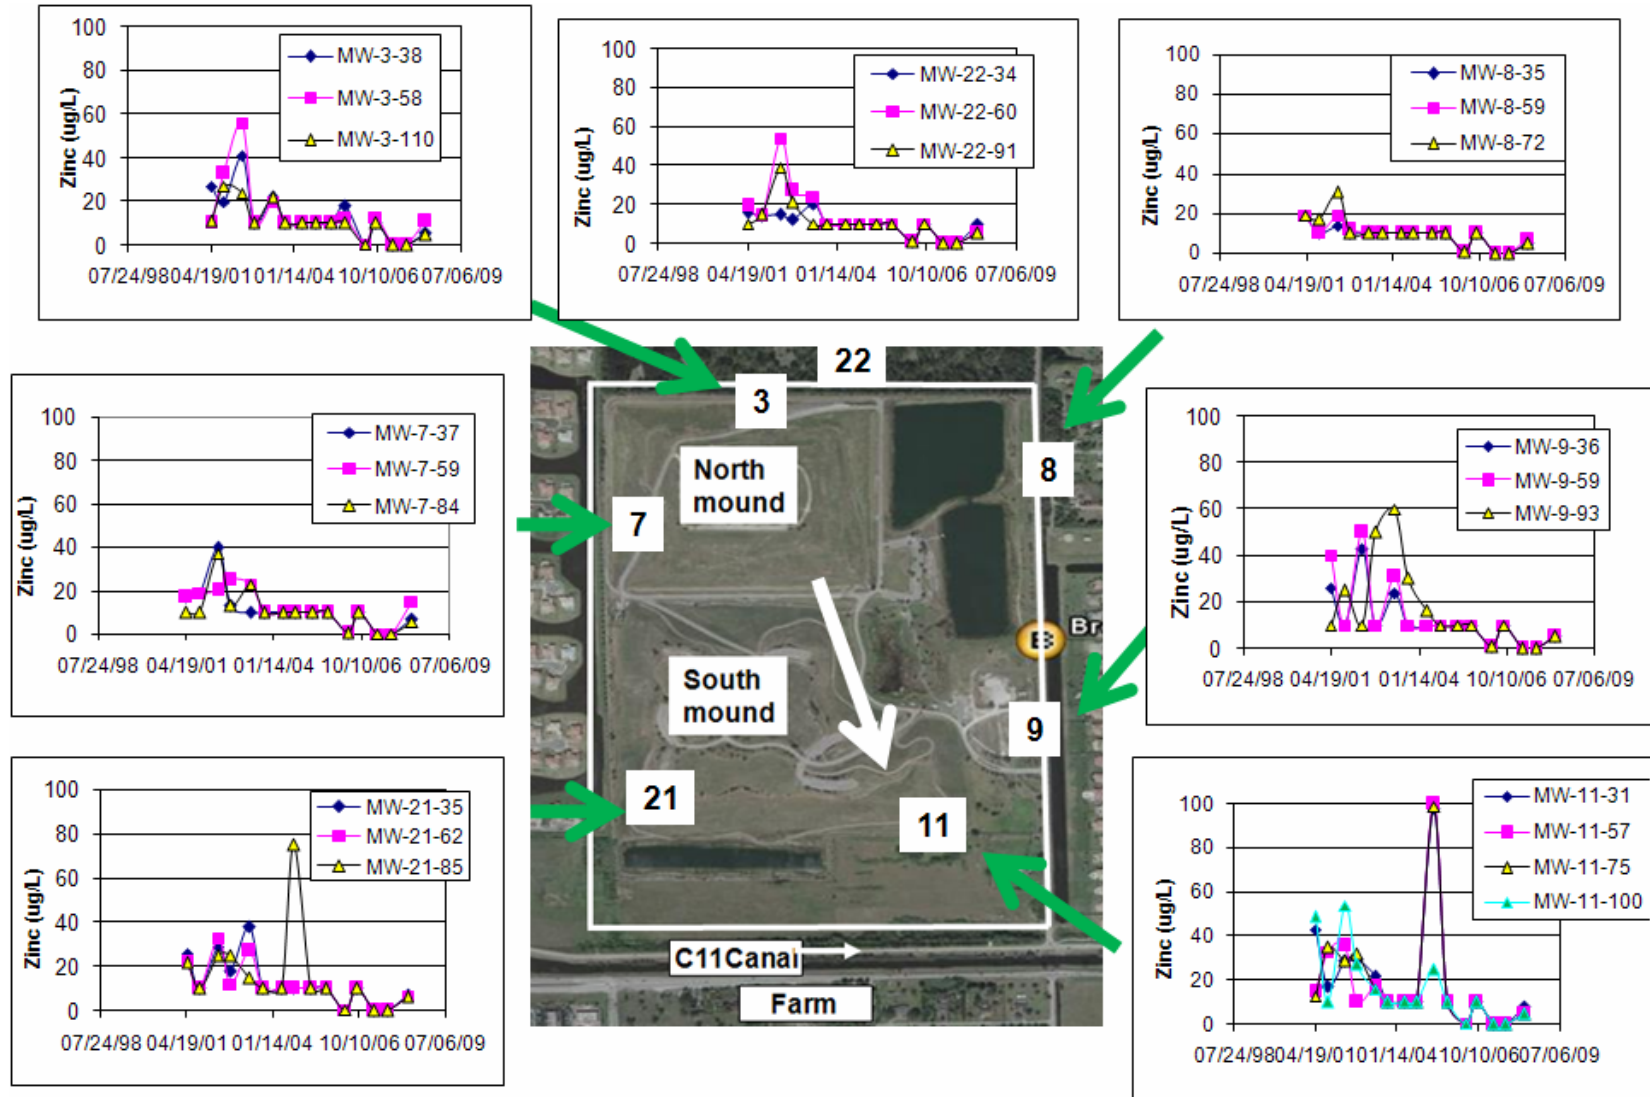 Zinc (ug/L)
100
80
60
40
20
0
MW-3-38
MW-3-58
MW-3-110
07/24/98 04/19/01 01/14/04 10/10/06 07/06/09
Zinc (ug/L)
100
80
60
40
20
0
MW-22-34
MW-22-60
MW-22-91
07/24/98 04/19/01 01/14/04 10/10/06 07/06/09
Zinc (ug/L)
100
80
60
40
20
0
MW-8-35
MW-8-59
MW-8-72
07/24/98 04/19/01 01/14/04 10/10/06 07/06/09
Zinc (ug/L)
100
80
60
40
20
0
MW-7-37
MW-7-59
MW-7-84
07/24/98 04/19/01 01/14/04 10/10/06 07/06/09
22
3
8
North
mound
7
B Br
South
mound
9
21
11
C11Canal
Farm
Zinc (ug/L)
100
80
60
40
20
0
MW-9-36
MW-9-59
MW-9-93
07/24/98 04/19/01 01/14/04 10/10/06 07/06/09
Zinc (ug/L)
100
80
60
40
20
0
MW-21-35
MW-21-62
MW-21-85
07/24/98 04/19/01 01/14/04 10/10/06 07/06/09
Zinc (ug/L)
100
80
60
40
20
0
MW-11-31
MW-11-57
MW-11-75
MW-11-100
07/24/98 04/19/01 01/14/04 10/10/06 07/06/09